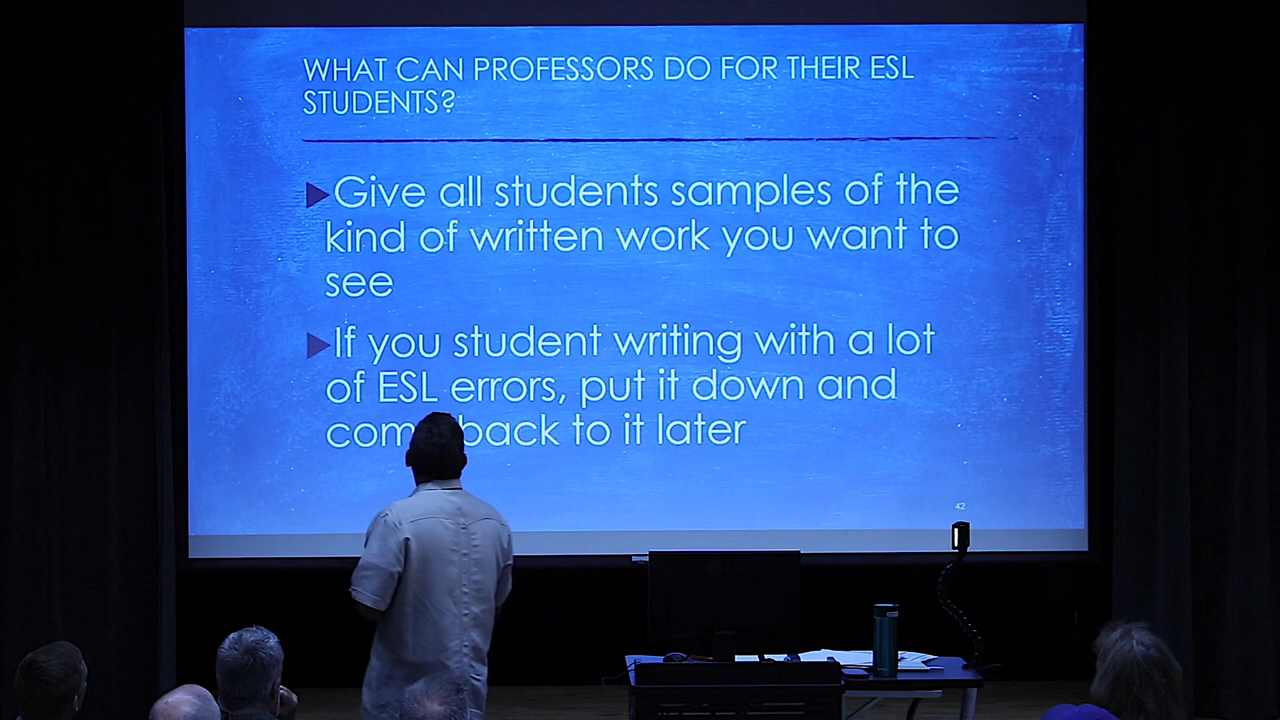 WHAT CAN PROFESSORS DO FOR THEIR ESL
STUDENTS?
Give all students samples of the
kind of written work you want to
see
If you student writing with a lot
of ESL errors, put it down and
come back to it later
42